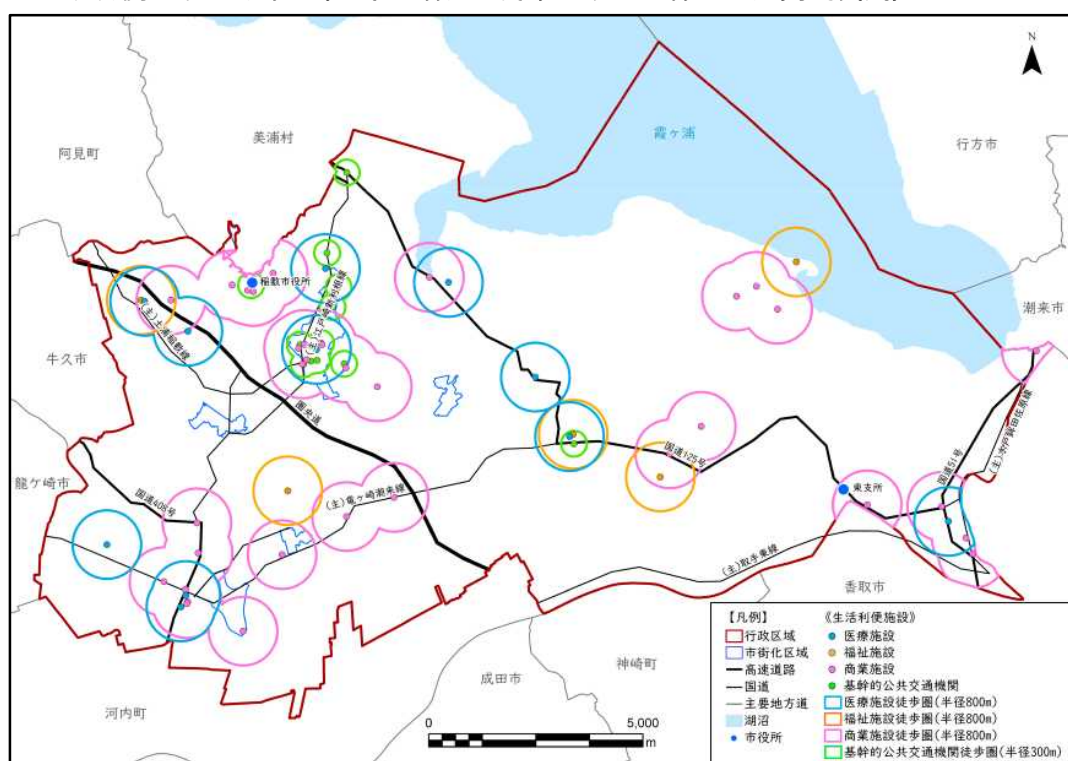 N
霞ヶ浦
美浦村
行方市
阿見町
稲敷市役所
潮来市
(主)江戸崎新利根線
(主)土浦稲敷線
牛久市
圏央道
国道51号
(主)水戸鉾田佐原線
国道125号
龍ケ崎市
(主)竜ヶ崎潮来線
東支所
国道408号
(主)取手東線
香取市
神崎町
成田市
河内町
0
5,000
m
【凡例】
行政区域
市街化区域
高速道路
国道
主要地方道
湖沼
市役所
《生活利便施設》
医療施設
福祉施設
商業施設
基幹的公共交通機関
医療施設徒歩圏(半径800m)
福祉施設徒歩圏(半径800m)
商業施設徒歩圏(半径800m)
基幹的公共交通機関徒歩圏(半径300m)